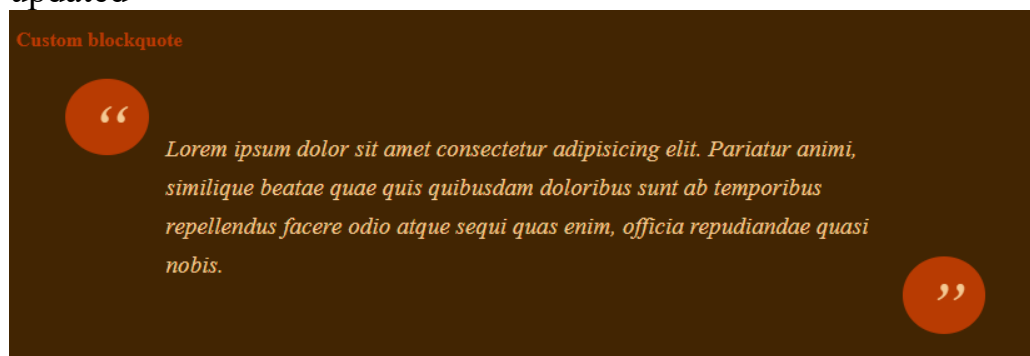 updated
Custom blockquote
“
Lorem ipsum dolor sit amet consectetur adipisicing elit. Pariatur animi,
similique beatae quae quis quibusdam doloribus sunt ab temporibus
repellendus facere odio atque sequi quas enim, officia repudiandae quasi
nobis.
”